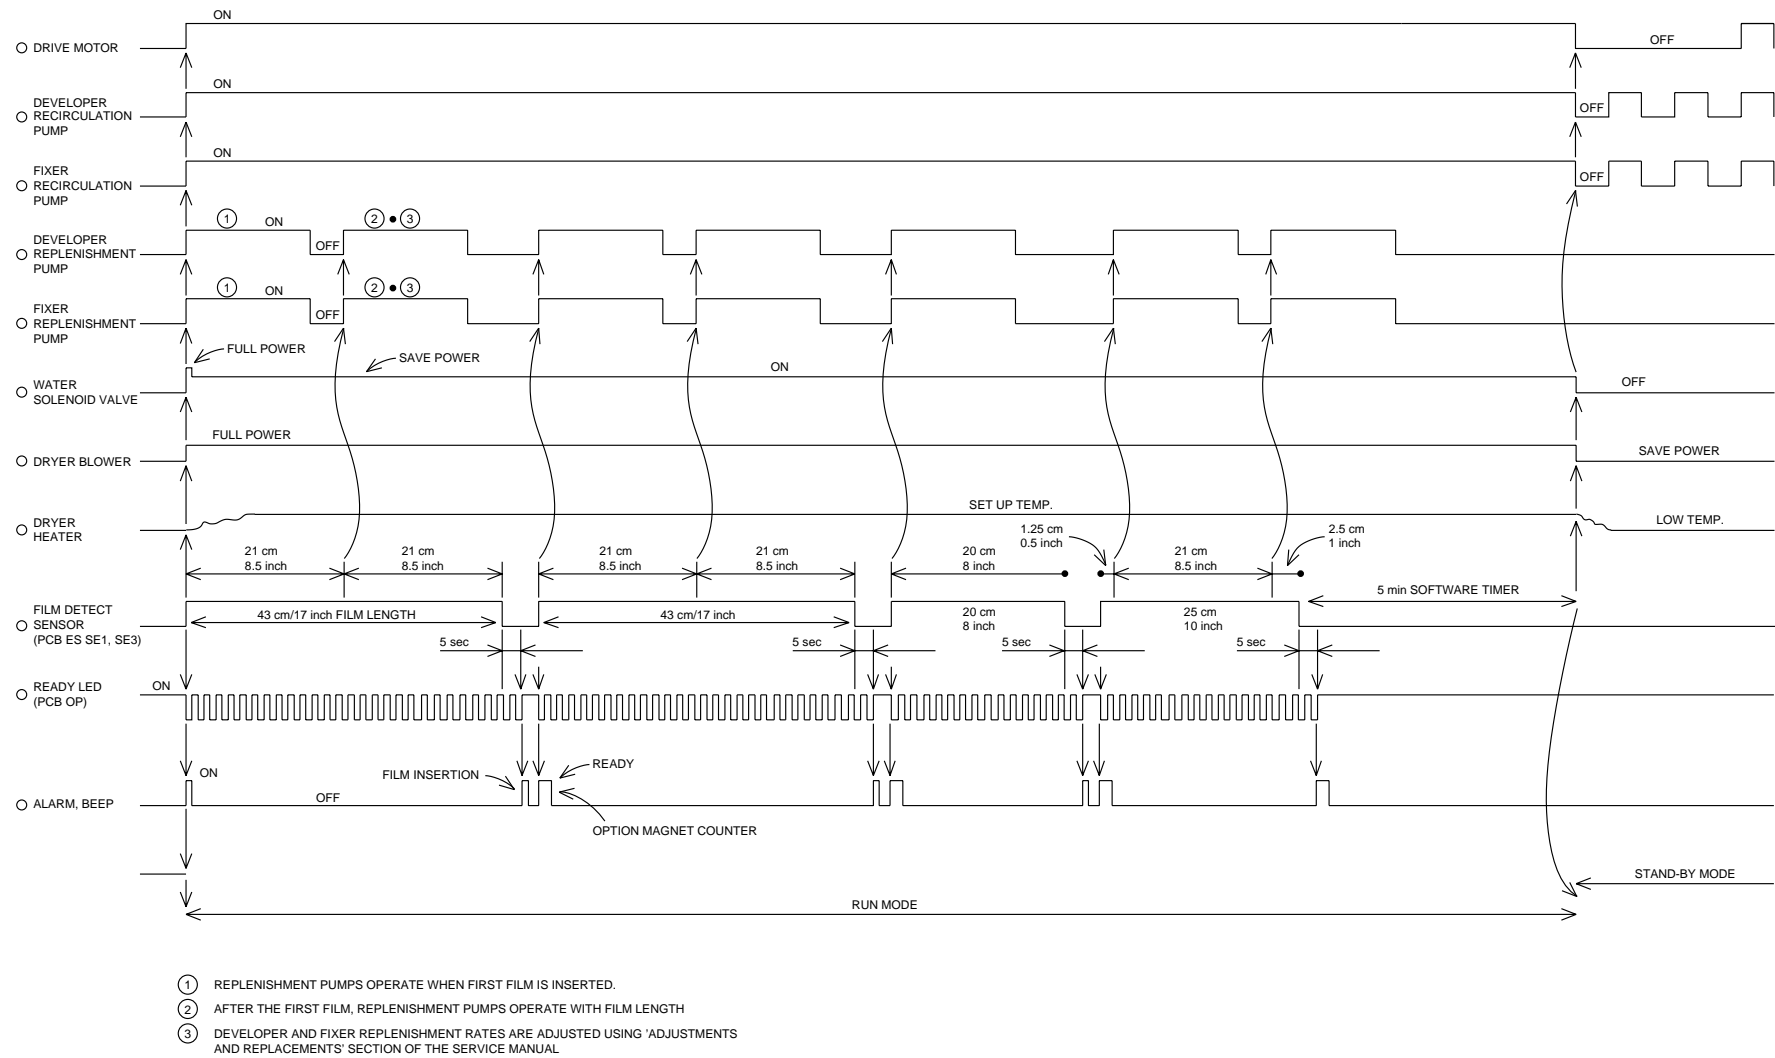 ON
DRIVE MOTOR
OFF
ON
DEVELOPER
RECIRCULATION
PUMP
OFF
ON
FIXER
RECIRCULATION
PUMP
OFF
1 ON 2 • 3
DEVELOPER
REPLENISHMENT
PUMP
OFF
1 ON 2 • 3
FIXER
REPLENISHMENT
PUMP
OFF
FULL POWER
SAVE POWER
ON
WATER
SOLENOID VALVE
OFF
FULL POWER
DRYER BLOWER
SAVE POWER
SET UP TEMP.
DRYER
HEATER
LOW TEMP.
1.25 cm
0.5 inch
2.5 cm
1 inch
21 cm
8.5 inch
21 cm
8.5 inch
21 cm
8.5 inch
21 cm
8.5 inch
20 cm
8 inch
21 cm
8.5 inch
5 min SOFTWARE TIMER
FILM DETECT
SENSOR
(PCB ES SE1, SE3)
43 cm/17 inch FILM LENGTH
43 cm/17 inch
20 cm
8 inch
25 cm
10 inch
5 sec
5 sec
5 sec
5 sec
READY LED
(PCB OP)
ON
ON
FILM INSERTION
READY
ALARM, BEEP
OFF
OPTION MAGNET COUNTER
STAND-BY MODE
RUN MODE
1 REPLENISHMENT PUMPS OPERATE WHEN FIRST FILM IS INSERTED.
2 AFTER THE FIRST FILM, REPLENISHMENT PUMPS OPERATE WITH FILM LENGTH
3 DEVELOPER AND FIXER REPLENISHMENT RATES ARE ADJUSTED USING 'ADJUSTMENTS
AND REPLACEMENTS' SECTION OF THE SERVICE MANUAL